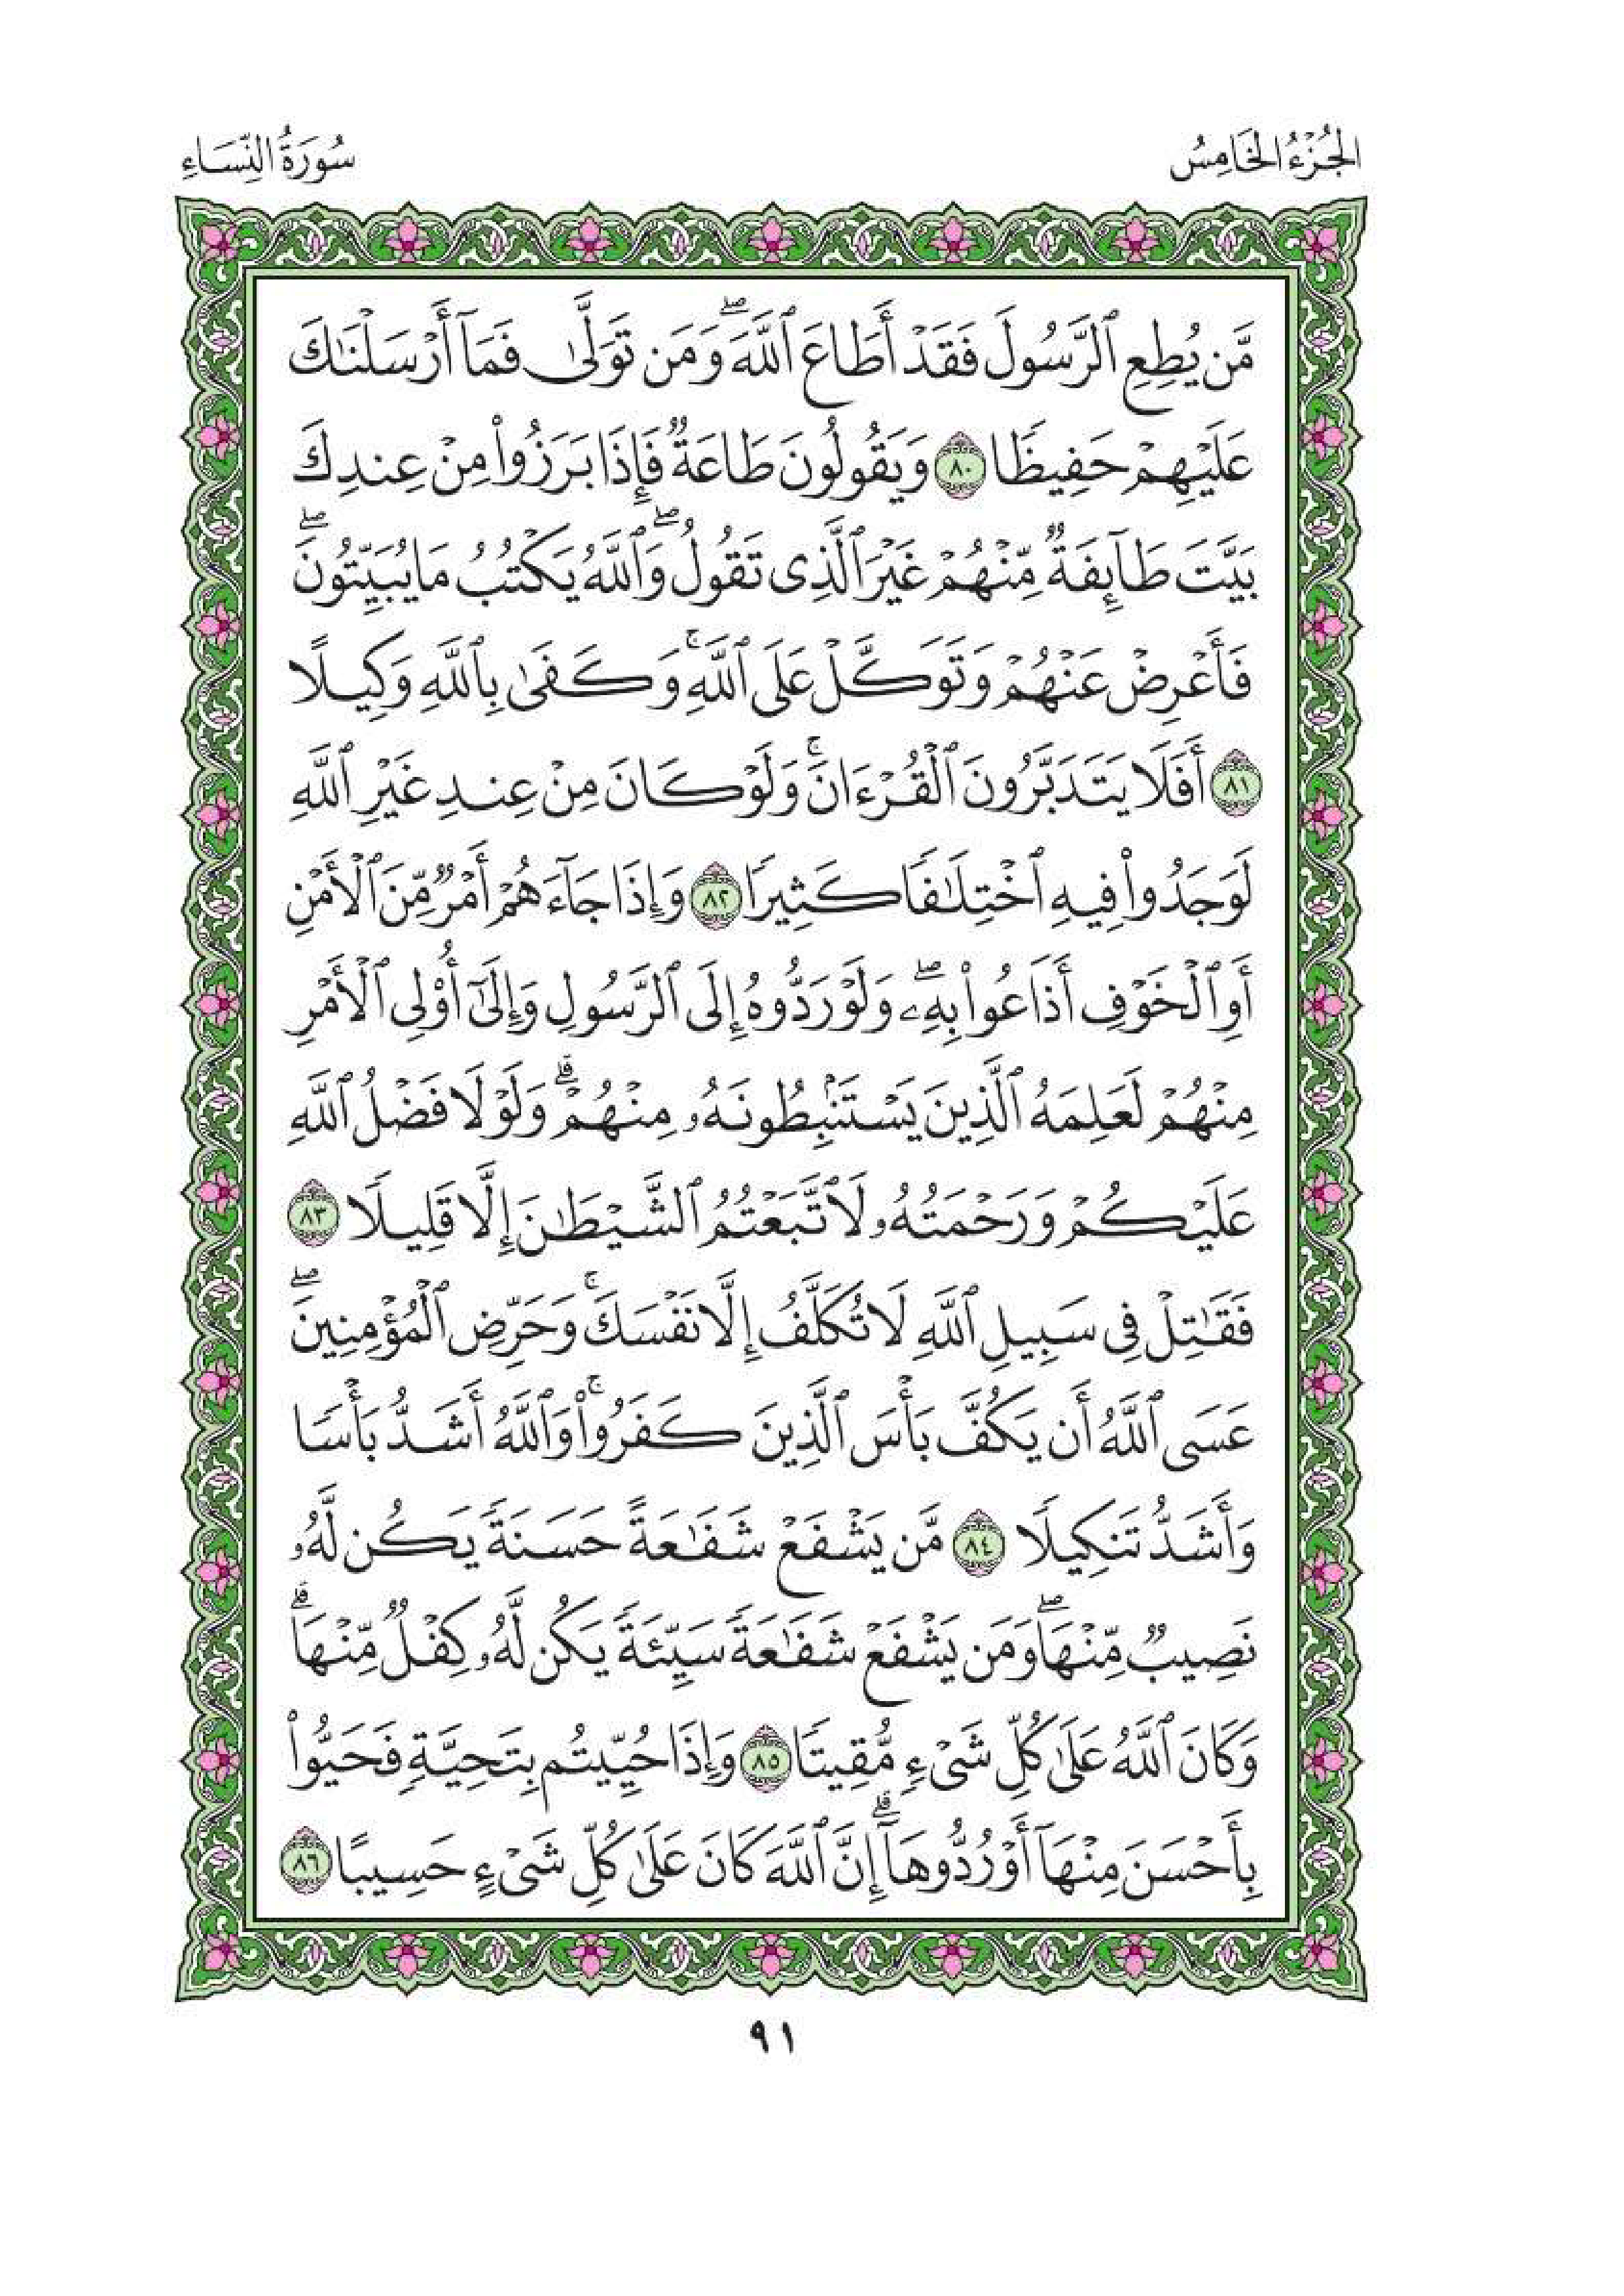 الجُزْءُ الخَامِسُ
سُورَةُ النِّسَاءِ
مَّن يُطِعِ ٱلرَّسُولَ فَقَدْ أَطَاعَ ٱللَّهَۖ وَمَن تَوَلَّىٰ فَمَآ أَرْسَلْنَٰكَ
عَلَيْهِمْ حَفِيظًا ٨٠ وَيَقُولُونَ طَاعَةٌ فَإِذَا بَرَزُوا۟ مِنْ عِندِكَ
بَيَّتَ طَآئِفَةٌ مِّنْهُمْ غَيْرَ ٱلَّذِى تَقُولُۖ وَٱللَّهُ يَكْتُبُ مَا يُبَيِّتُونَۖ
فَأَعْرِضْ عَنْهُمْ وَتَوَكَّلْ عَلَى ٱللَّهِۚ وَكَفَىٰ بِٱللَّهِ وَكِيلًا
٨١ أَفَلَا يَتَدَبَّرُونَ ٱلْقُرْءَانَۚ وَلَوْ كَانَ مِنْ عِندِ غَيْرِ ٱللَّهِ
لَوَجَدُوا۟ فِيهِ ٱخْتِلَٰفًا كَثِيرًا ٨٢ وَإِذَا جَآءَهُمْ أَمْرٌ مِّنَ ٱلْأَمْنِ
أَوِ ٱلْخَوْفِ أَذَاعُوا۟ بِهِۦۖ وَلَوْ رَدُّوهُ إِلَى ٱلرَّسُولِ وَإِلَىٰٓ أُو۟لِى ٱلْأَمْرِ
مِنْهُمْ لَعَلِمَهُ ٱلَّذِينَ يَسْتَنۢبِطُونَهُۥ مِنْهُمْۗ وَلَوْلَا فَضْلُ ٱللَّهِ
عَلَيْكُمْ وَرَحْمَتُهُۥ لَٱتَّبَعْتُمُ ٱلشَّيْطَٰنَ إِلَّا قَلِيلًا ٨٣
فَقَٰتِلْ فِى سَبِيلِ ٱللَّهِ لَا تُكَلَّفُ إِلَّا نَفْسَكَۚ وَحَرِّضِ ٱلْمُؤْمِنِينَۖ
عَسَى ٱللَّهُ أَن يَكُفَّ بَأْسَ ٱلَّذِينَ كَفَرُوا۟ۚ وَٱللَّهُ أَشَدُّ بَأْسًا
وَأَشَدُّ تَنكِيلًا ٨٤ مَّن يَشْفَعْ شَفَٰعَةً حَسَنَةً يَكُن لَّهُۥ
نَصِيبٌ مِّنْهَاۖ وَمَن يَشْفَعْ شَفَٰعَةً سَيِّئَةً يَكُن لَّهُۥ كِفْلٌ مِّنْهَاۗ
وَكَانَ ٱللَّهُ عَلَىٰ كُلِّ شَىْءٍ مُّقِيتًا ٨٥ وَإِذَا حُيِّيتُم بِتَحِيَّةٍ فَحَيُّوا۟
بِأَحْسَنَ مِنْهَآ أَوْ رُدُّوهَآۗ إِنَّ ٱللَّهَ كَانَ عَلَىٰ كُلِّ شَىْءٍ حَسِيبًا ٨٦
٩١